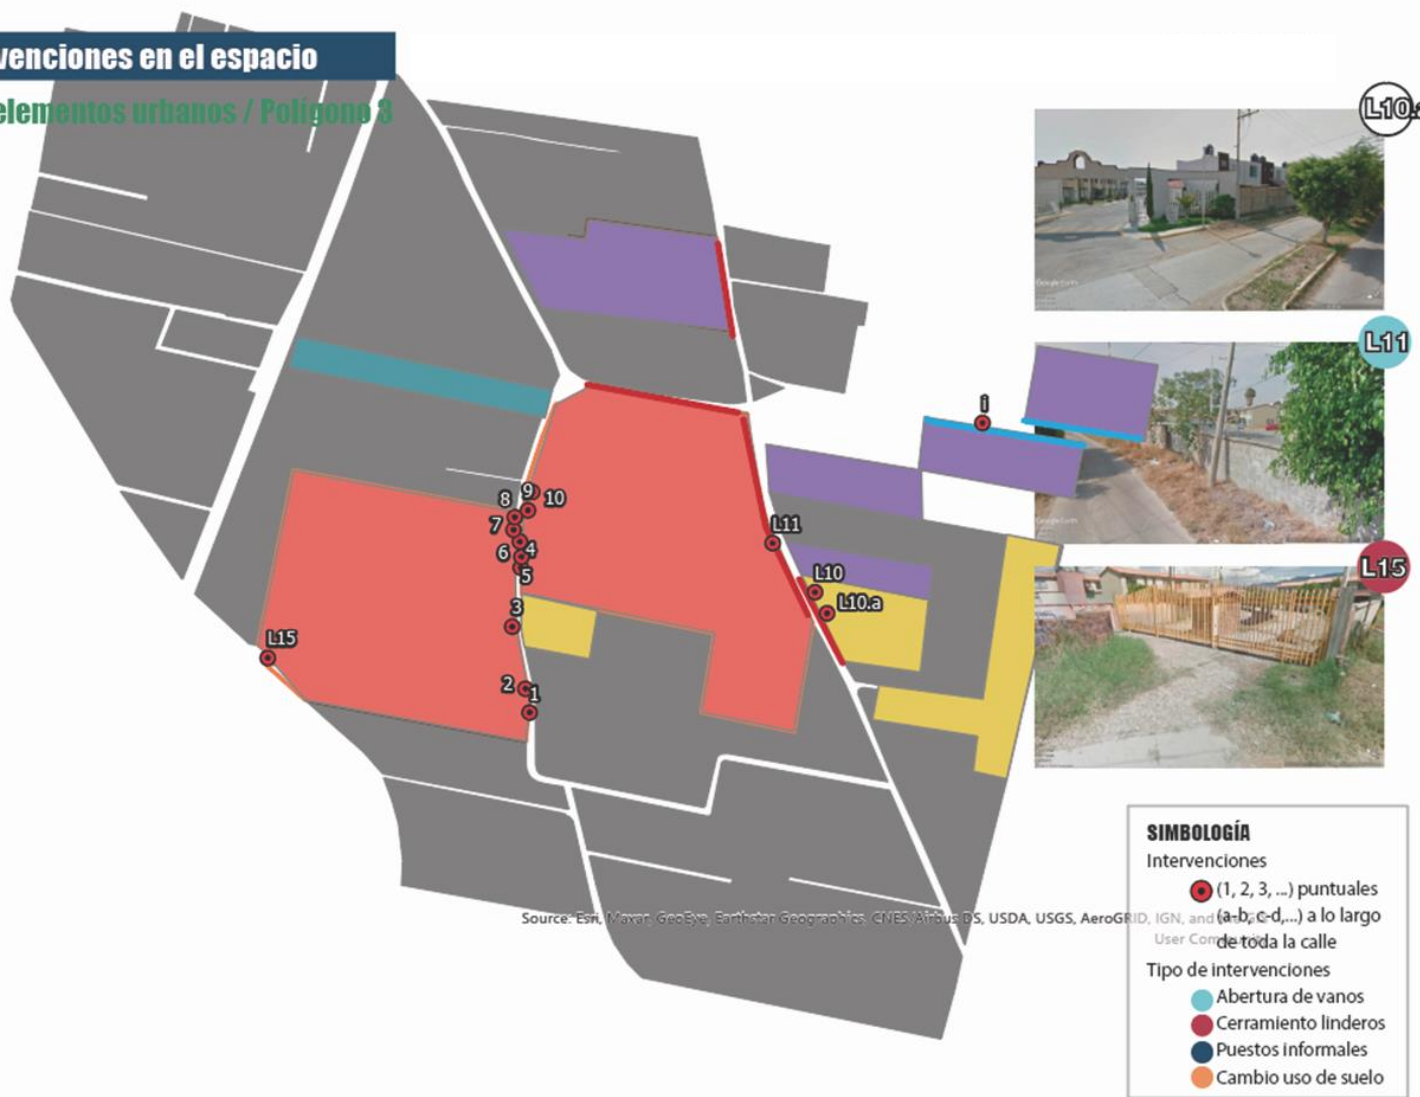 venciones en el espacio
elementos urbanos / Polígono 3
L10.a
L11
i
8
9
10
7
6
4
5
3
2
1
L15
L11
L10
L10.a
L15
Source: Esri, Maxar, GeoEye, Earthstar Geographics, CNES/Airbus DS, USDA, USGS, AeroGRID, IGN, and
User
SIMBOLOGÍA
Intervenciones
(1, 2, 3, ...) puntuales
(a-b, c-d,...) a lo largo
de toda la calle
Tipo de intervenciones
Abertura de vanos
Cerramiento linderos
Puestos informales
Cambio uso de suelo